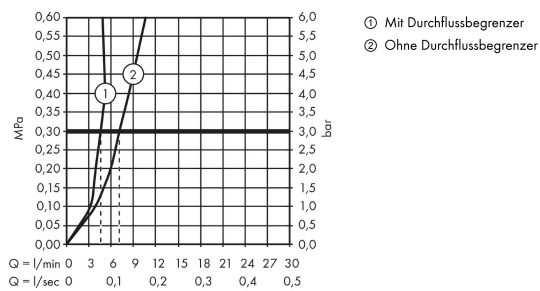 0,60 6,0
0,55 5,5
0,50 5,0
0,45 4,5
0,40 4,0
0,35 3,5
0,30 3,0
0,25 2,5
0,20 2,0
0,15 1,5
0,10 1,0
0,05 0,5
0,00 0,0
MPa
bar
1
2
Q = l/min 0 3 6 9 12 15 18 21 24 27 30
Q = l/sec 0 0,1 0,2 0,3 0,4 0,5
1 Mit Durchflussbegrenzer
2 Ohne Durchflussbegrenzer